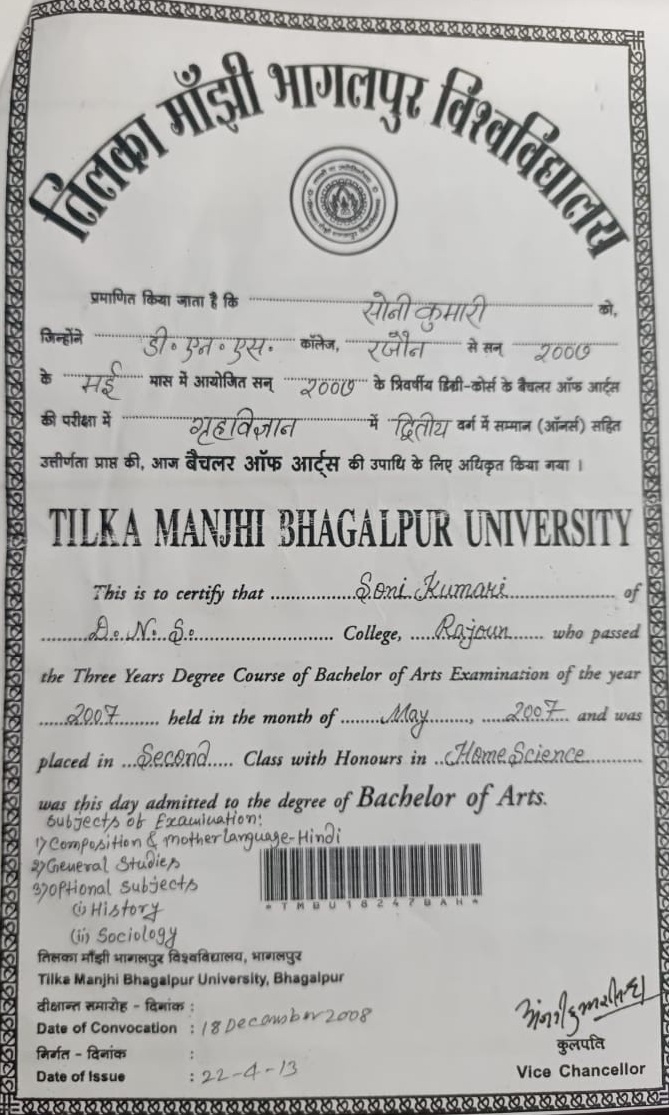 तिलका माँझी भागलपुर विश्वविद्यालय
प्रमाणित किया जाता है कि सोनी कुमारी को,
जिन्होंने डी॰ एन॰ एस॰ कॉलेज, रजौन से सन् २००७
के मई मास में आयोजित सन् २००७ के त्रिवर्षीय डिग्री-कोर्स के बैचलर ऑफ आर्ट्स
की परीक्षा में गृहविज्ञान में द्वितीय वर्ग में सम्मान (ऑनर्स) सहित
उत्तीर्णता प्राप्त की, आज बैचलर ऑफ आर्ट्स की उपाधि के लिए अधिकृत किया गया ।
TILKA MANJHI BHAGALPUR UNIVERSITY
This is to certify that Soni Kumari of
D. N. S. College, Rajoun who passed
the Three Years Degree Course of Bachelor of Arts Examination of the year
2007 held in the month of May, 2007 and was
placed in Second Class with Honours in Home Science
was this day admitted to the degree of Bachelor of Arts.
Subjects of Examination:
1) Composition & motherlanguage-Hindi
2) General Studies
3) Optional subjects
(i) History
(ii) Sociology
*TMBU18247BAH*
तिलका माँझी भागलपुर विश्वविद्यालय, भागलपुर
Tilka Manjhi Bhagalpur University, Bhagalpur
दीक्षान्त समारोह - दिनांक :
Date of Convocation : 18 December 2008
निर्गत - दिनांक :
Date of Issue : 22-4-13
कुलपति
Vice Chancellor